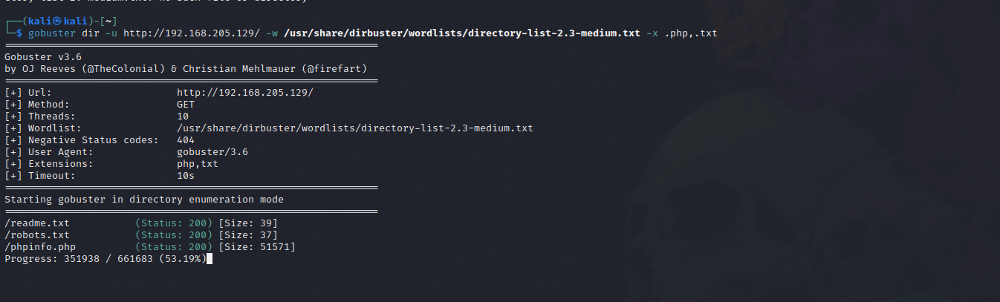 ┌──(kali㉿kali)-[~]
└─$ gobuster dir -u http://192.168.205.129/ -w /usr/share/dirbuster/wordlists/directory-list-2.3-medium.txt -x .php,.txt
===============================================================
Gobuster v3.6
by OJ Reeves (@TheColonial) & Christian Mehlmauer (@firefart)
===============================================================
[+] Url:                     http://192.168.205.129/
[+] Method:                  GET
[+] Threads:                 10
[+] Wordlist:                /usr/share/dirbuster/wordlists/directory-list-2.3-medium.txt
[+] Negative Status codes:   404
[+] User Agent:              gobuster/3.6
[+] Extensions:              php,txt
[+] Timeout:                 10s
===============================================================
Starting gobuster in directory enumeration mode
===============================================================
/readme.txt           (Status: 200) [Size: 39]
/robots.txt           (Status: 200) [Size: 37]
/phpinfo.php          (Status: 200) [Size: 51571]
Progress: 351938 / 661683 (53.19%)